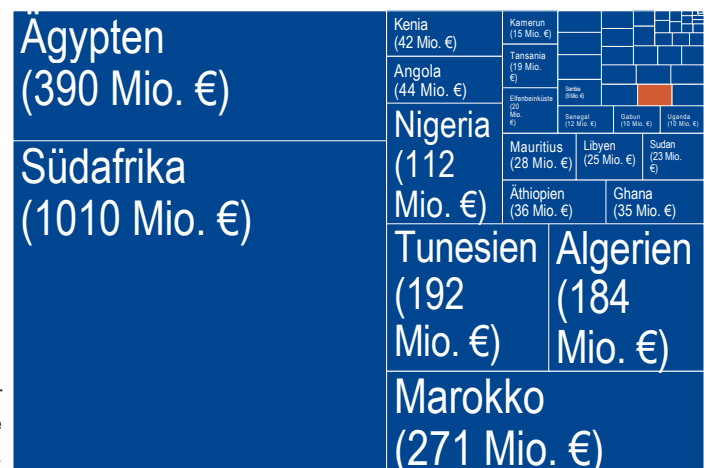 Ägypten
(390 Mio. €)
Südafrika
(1010 Mio. €)
Kenia
(42 Mio. €)
Angola
(44 Mio. €)
Nigeria
(112
Mio. €)
Kamerun
(15 Mio. €)
Tansania
(19 Mio.
€)
Elfenbeinküste
(20
Mio.
€)
Sambia
(9 Mio. €)
Senegal
(12 Mio. €)
Gabun
(10 Mio. €)
Uganda
(10 Mio. €)
Mauritius
(28 Mio. €)
Libyen
(25 Mio. €)
Sudan
(23 Mio.
€)
Äthiopien
(36 Mio. €)
Ghana
(35 Mio. €)
Tunesien
(192
Mio. €)
Algerien
(184
Mio. €)
Marokko
(271 Mio. €)